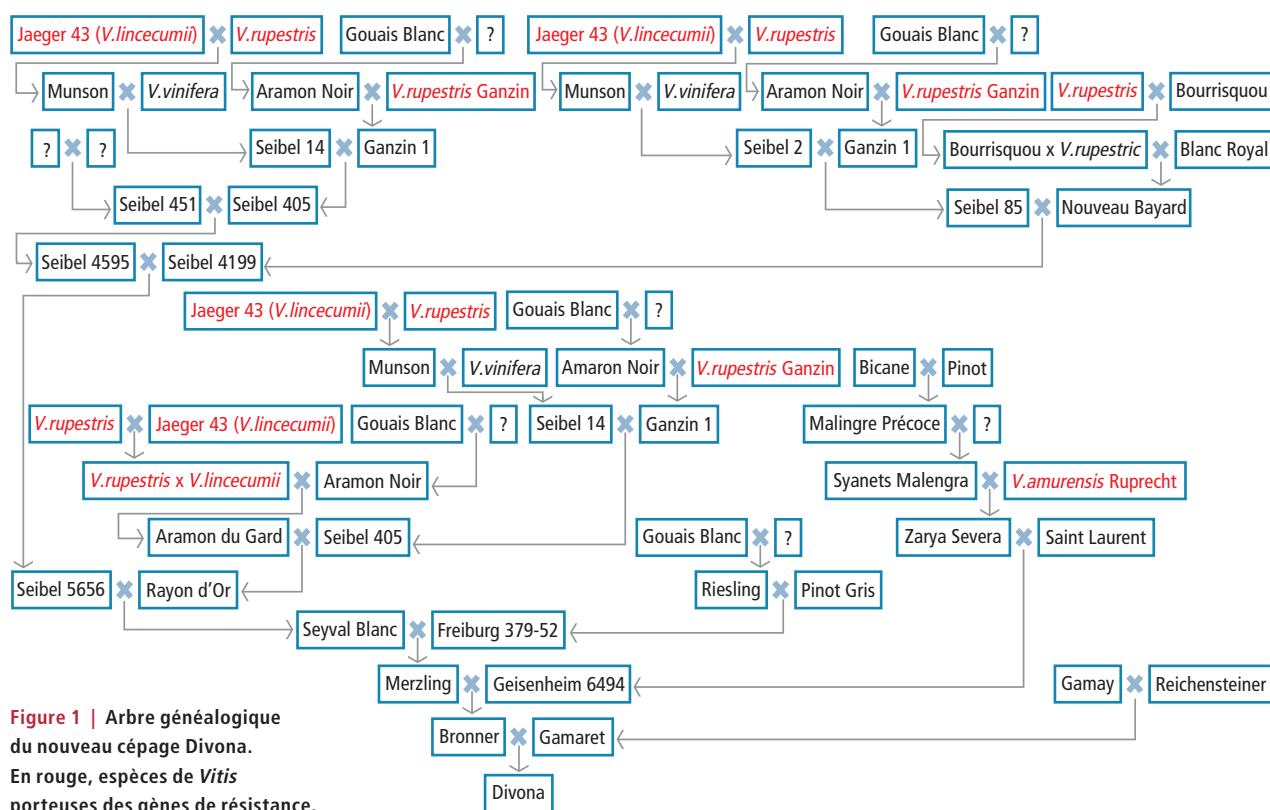 Jaeger 43 (V.lincecumii) V.rupestris Gouais Blanc ? Jaeger 43 (V.lincecumii) V.rupestris Gouais Blanc ?
Munson V.vinifera Aramon Noir V.rupestris Ganzin Munson V.vinifera Aramon Noir V.rupestris Ganzin V.rupestris Bourrisquou
? ? Seibel 14 Ganzin 1 Seibel 2 Ganzin 1 Bourrisquou x V.rupestric Blanc Royal
Seibel 451 Seibel 405 Seibel 85 Nouveau Bayard
Seibel 4595 Seibel 4199
Jaeger 43 (V.lincecumii) V.rupestris Gouais Blanc ?
Munson V.vinifera Amaron Noir V.rupestris Ganzin Bicane Pinot
V.rupestris Jaeger 43 (V.lincecumii) Gouais Blanc ? Seibel 14 Ganzin 1 Malingre Précoce ?
V.rupestris x V.lincecumii Aramon Noir Syanets Malengra V.amurensis Ruprecht
Aramon du Gard Seibel 405 Gouais Blanc ? Zarya Severa Saint Laurent
Seibel 5656 Rayon d'Or Riesling Pinot Gris
Seyval Blanc Freiburg 379-52
Merzling Geisenheim 6494 Gamay Reichensteiner
Bronner Gamaret
Divona
Figure 1 | Arbre généalogique
du nouveau cépage Divona.
En rouge, espèces de Vitis
porteuses des gènes de résistance.